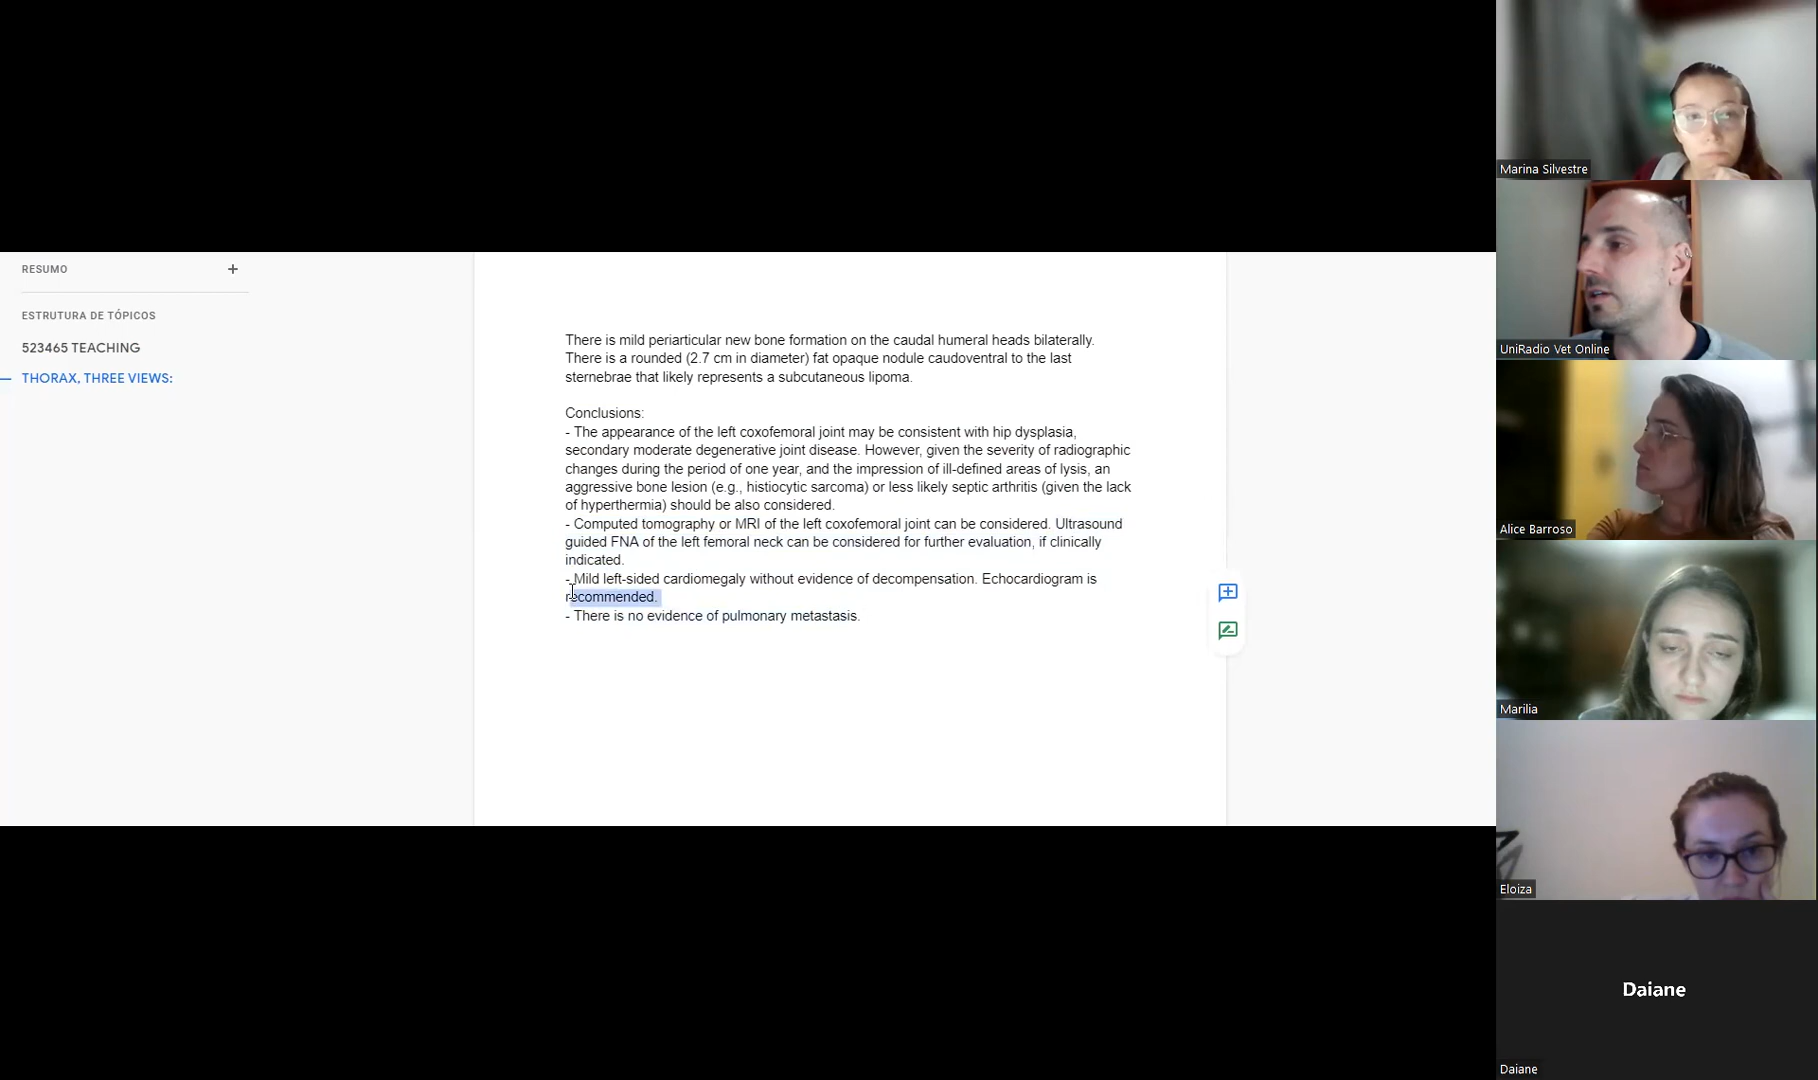 RESUMO
+
ESTRUTURA DE TÓPICOS
523465 TEACHING
THORAX, THREE VIEWS:
There is mild periarticular new bone formation on the caudal humeral heads bilaterally.
There is a rounded (2.7 cm in diameter) fat opaque nodule caudoventral to the last
sternebrae that likely represents a subcutaneous lipoma.
Conclusions:
- The appearance of the left coxofemoral joint may be consistent with hip dysplasia,
secondary moderate degenerative joint disease. However, given the severity of radiographic
changes during the period of one year, and the impression of ill-defined areas of lysis, an
aggressive bone lesion (e.g., histiocytic sarcoma) or less likely septic arthritis (given the lack
of hyperthermia) should be also considered.
- Computed tomography or MRI of the left coxofemoral joint can be considered. Ultrasound
guided FNA of the left femoral neck can be considered for further evaluation, if clinically
indicated.
- Mild left-sided cardiomegaly without evidence of decompensation. Echocardiogram is
recommended.
- There is no evidence of pulmonary metastasis.
Marina Silvestre
UniRadio Vet Online
Alice Barroso
Marilia
Eloiza
Daiane
Daiane